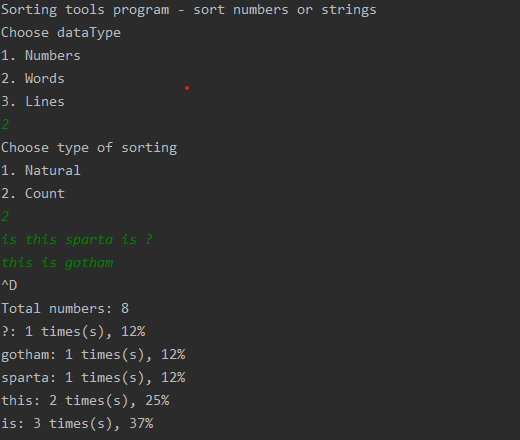 Sorting tools program - sort numbers or strings
Choose dataType
1. Numbers
2. Words
3. Lines
2
Choose type of sorting
1. Natural
2. Count
2
is this sparta is ?
this is gotham
^D
Total numbers: 8
?: 1 times(s), 12%
gotham: 1 times(s), 12%
sparta: 1 times(s), 12%
this: 2 times(s), 25%
is: 3 times(s), 37%